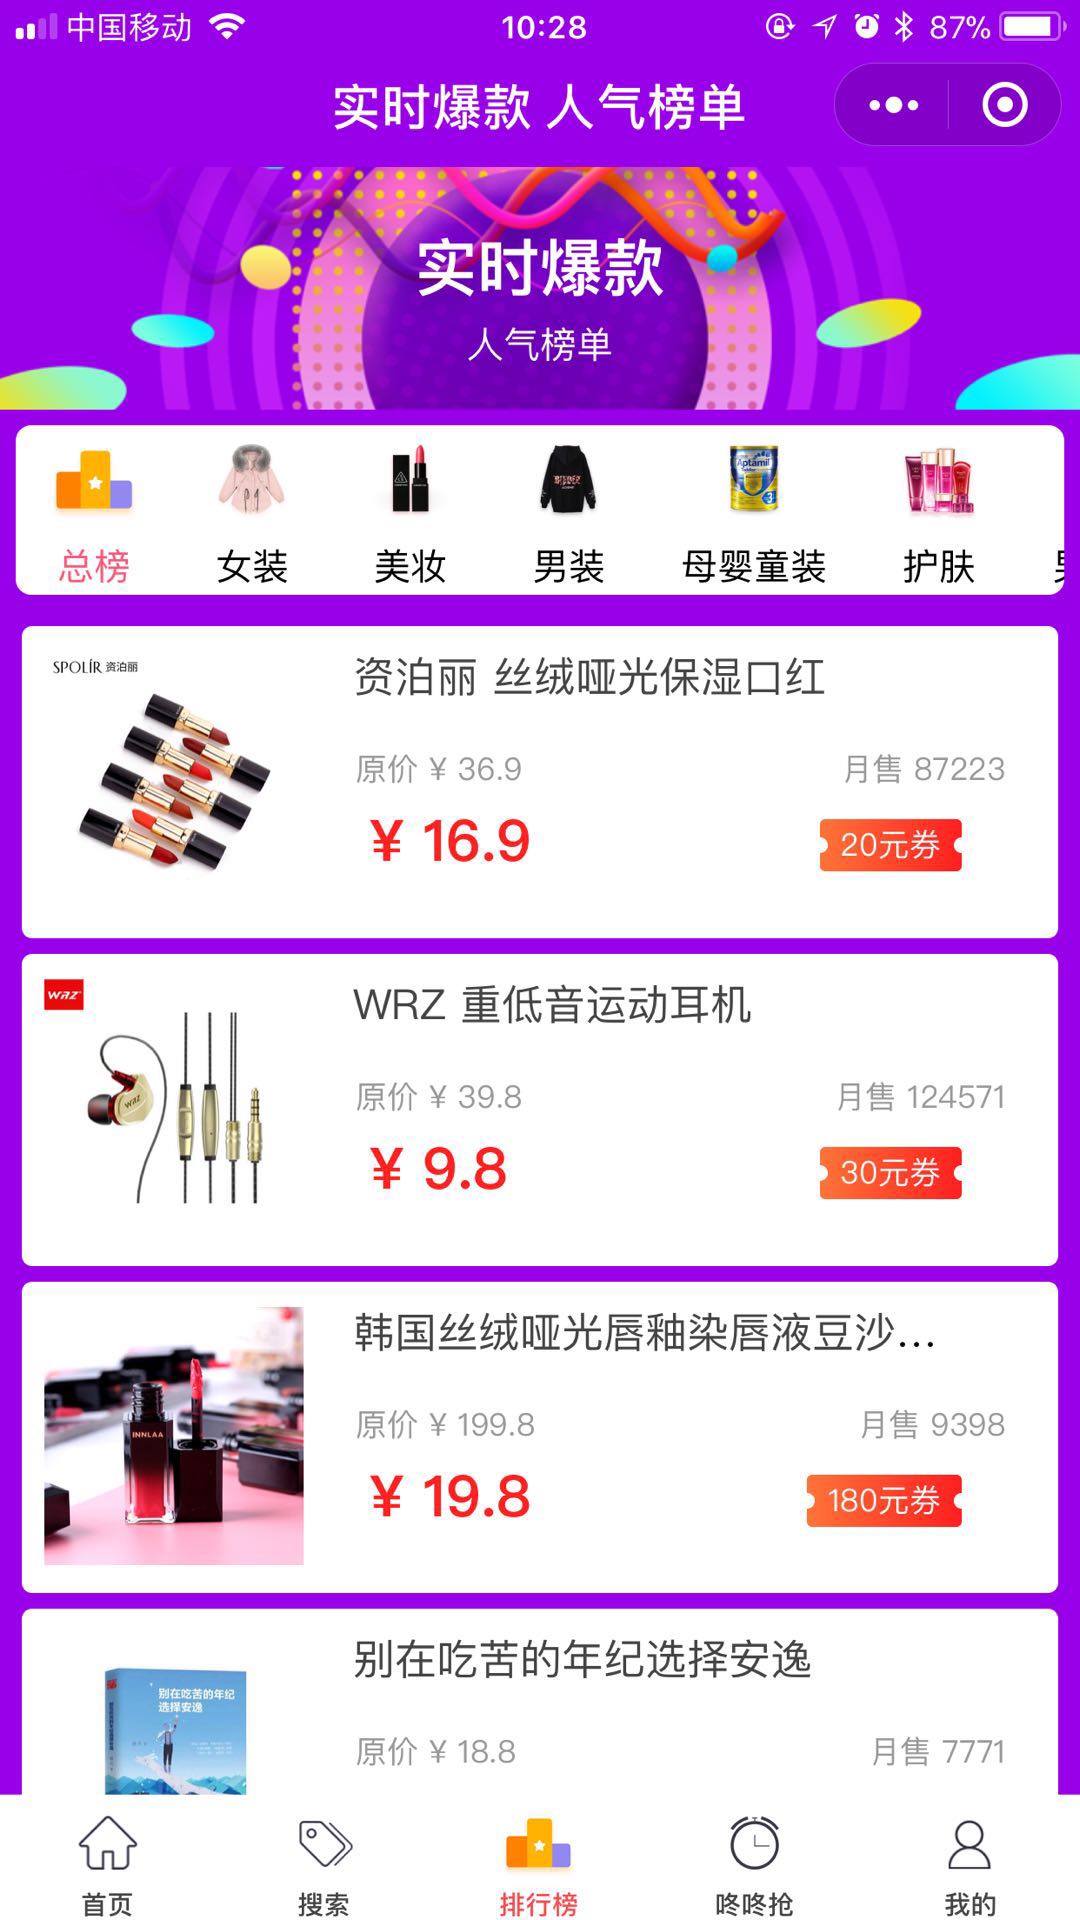 中国移动
10:28
87%
实时爆款 人气榜单
实时爆款
人气榜单
Aptamil
3
总榜
女装
美妆
男装
母婴童装
护肤
SPOLÍR 资泊丽
资泊丽 丝绒哑光保湿口红
原价 ¥ 36.9
月售 87223
¥ 16.9
20元券
WRZ
WRZ 重低音运动耳机
WRZ
原价 ¥ 39.8
月售 124571
¥ 9.8
30元券
韩国丝绒哑光唇釉染唇液豆沙...
INNLAA
原价 ¥ 199.8
月售 9398
¥ 19.8
180元券
别在吃苦的年纪选择安逸
别在吃苦的年纪
选择安逸
原价 ¥ 18.8
月售 7771
首页
搜索
排行榜
咚咚抢
我的